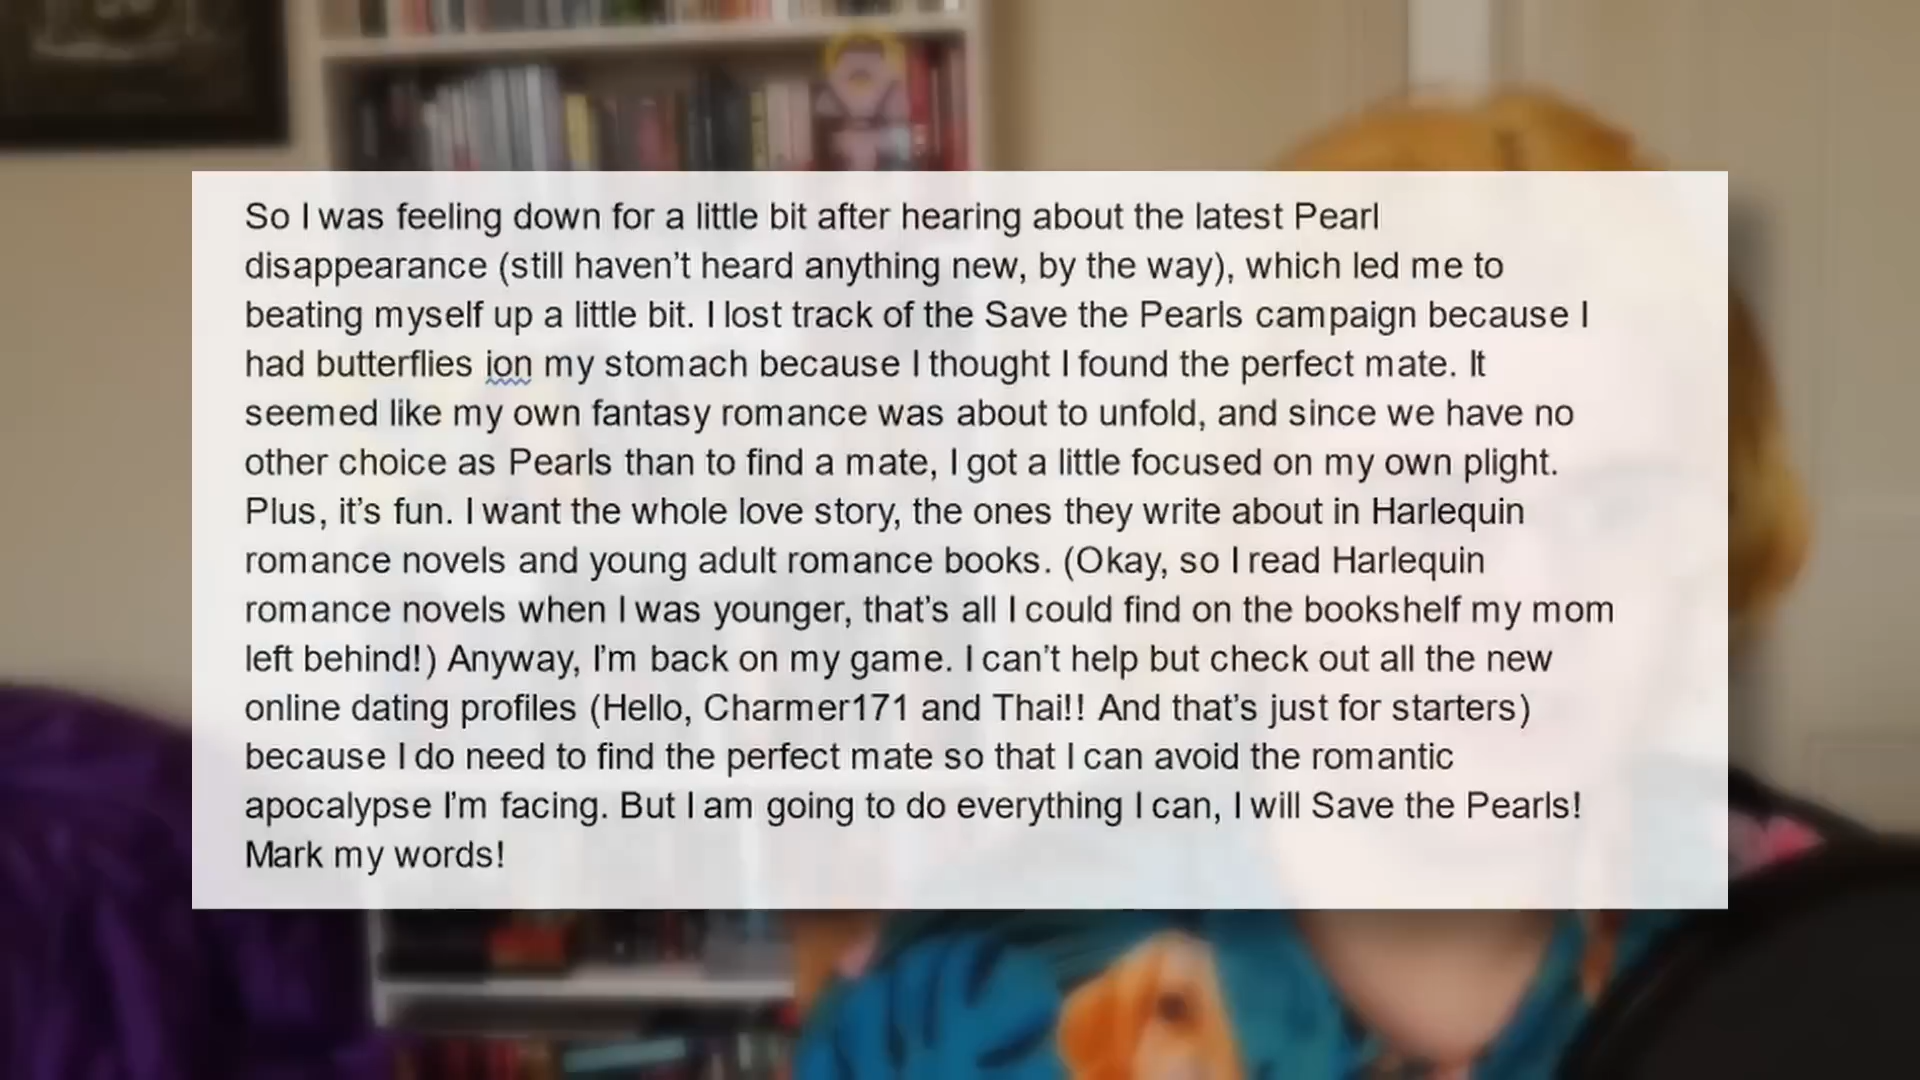 So I was feeling down for a little bit after hearing about the latest Pearl
disappearance (still haven't heard anything new, by the way), which led me to
beating myself up a little bit. I lost track of the Save the Pearls campaign because I
had butterflies ion my stomach because I thought I found the perfect mate. It
seemed like my own fantasy romance was about to unfold, and since we have no
other choice as Pearls than to find a mate, I got a little focused on my own plight.
Plus, it's fun. I want the whole love story, the ones they write about in Harlequin
romance novels and young adult romance books. (Okay, so I read Harlequin
romance novels when I was younger, that's all I could find on the bookshelf my mom
left behind!) Anyway, I'm back on my game. I can't help but check out all the new
online dating profiles (Hello, Charmer171 and Thai!! And that's just for starters)
because I do need to find the perfect mate so that I can avoid the romantic
apocalypse I'm facing. But I am going to do everything I can, I will Save the Pearls!
Mark my words!